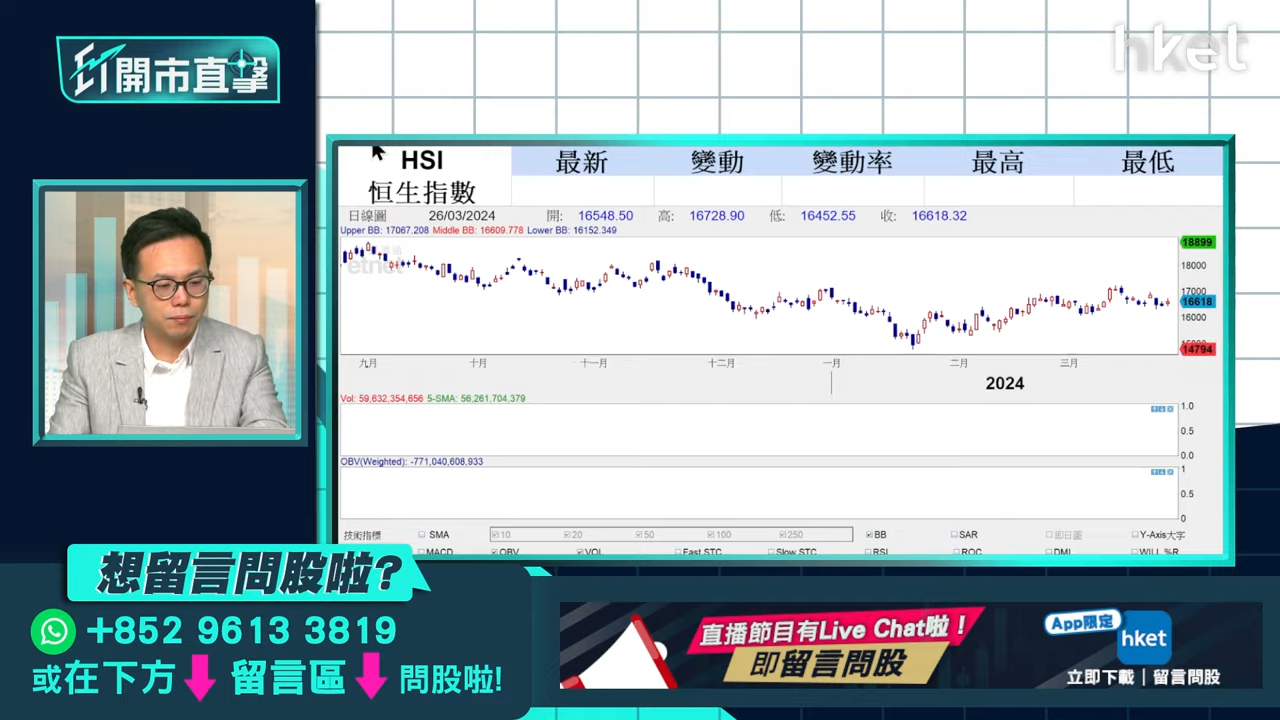 開市直擊
hket
HSI 最新 變動 變動率 最高 最低
恒生指數
日線圖 26/03/2024 開: 16548.50 高: 16728.90 低: 16452.55 收: 16618.32
Upper BB: 17067.208 Middle BB: 16609.778 Lower BB: 16152.349
18899
etnet
18000
17000
16618
16000
14794
九月 十月 十一月 十二月 一月 二月 三月
2024
Vol: 59,632,354,656 5-SMA: 56,261,704,379
1.0
0.5
0.0
OBV(Weighted): -771,040,608,933
1
0.5
0
技術指標 SMA 10 20 50 100 250 BB SAR 即日圖 Y-Axis大字
MACD OBV VOL Fast STC Slow STC RSI ROC DMI WILL %R
想留言問股啦?
+852 9613 3819
或在下方 留言區 問股啦!
直播節目有Live Chat啦!
即留言問股
App限定
hket
立即下載|留言問股